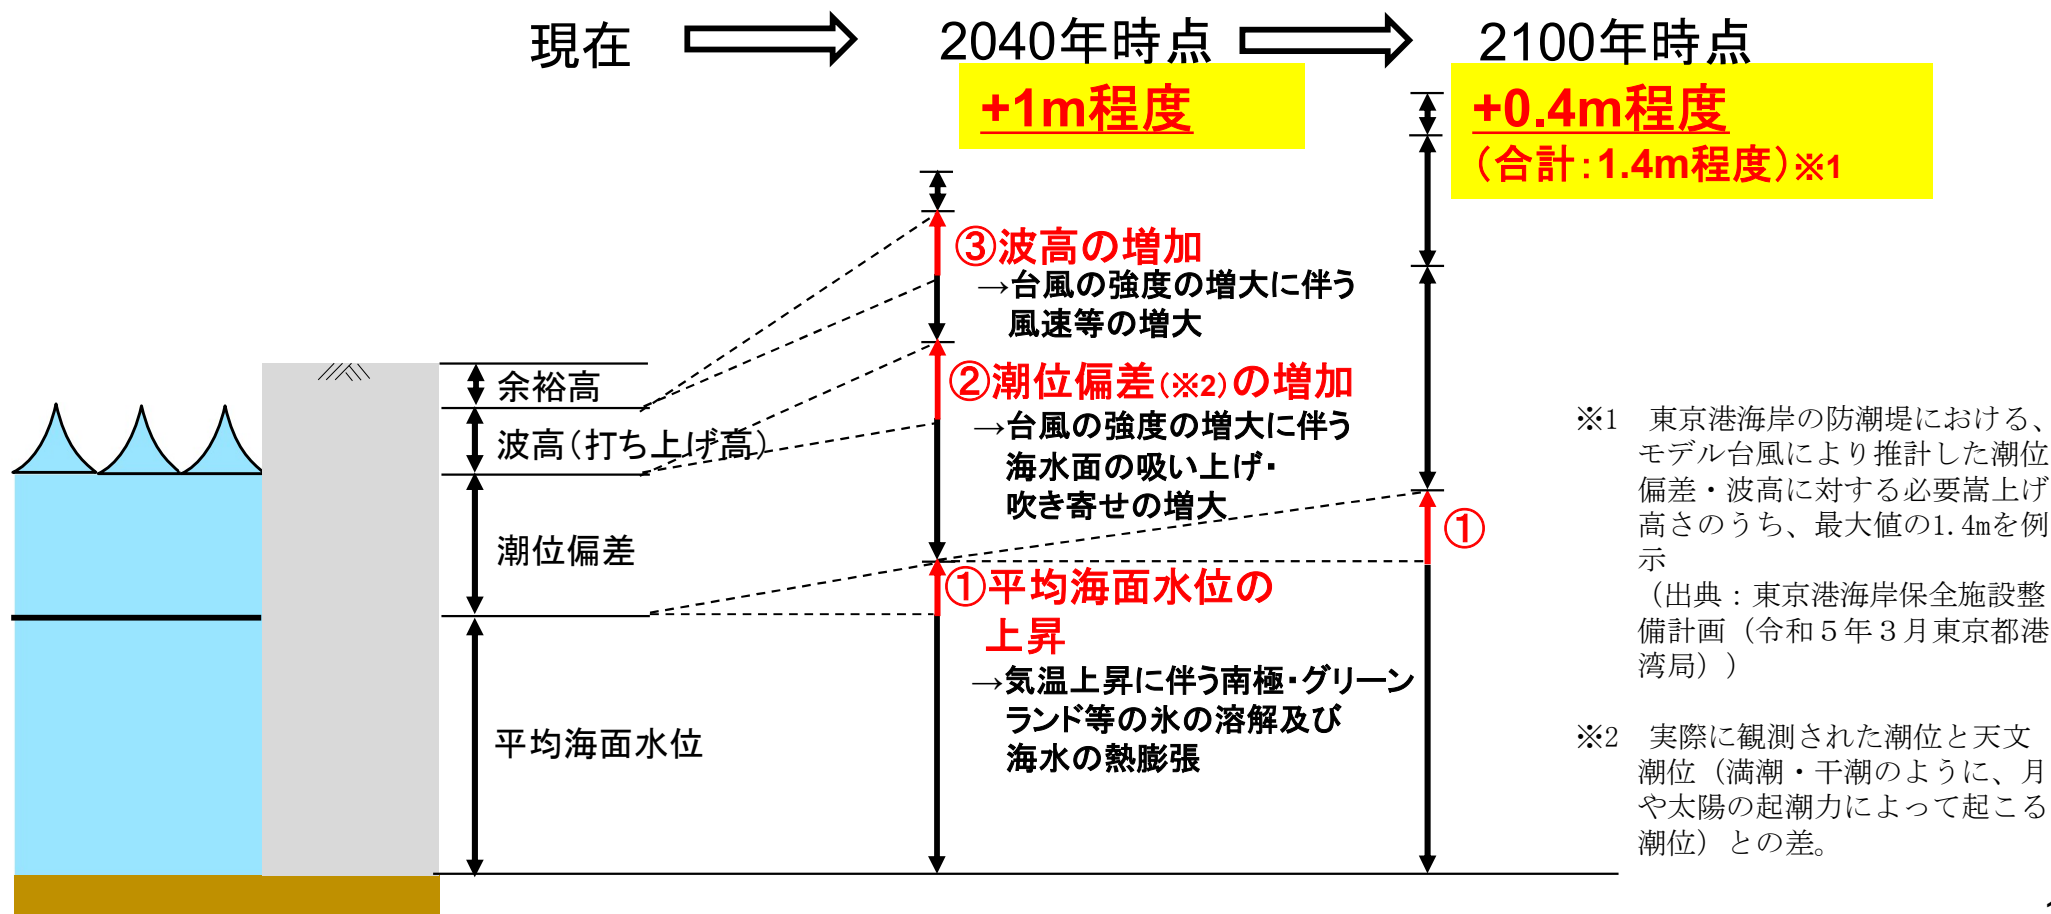 現在
2040年時点
2100年時点
+1m程度
+0.4m程度
（合計：1.4m程度）※1
③波高の増加
→台風の強度の増大に伴う
風速等の増大
②潮位偏差（※2）の増加
→台風の強度の増大に伴う
海水面の吸い上げ・
吹き寄せの増大
①平均海面水位の
上昇
→気温上昇に伴う南極・グリーン
ランド等の氷の溶解及び
海水の熱膨張
①
余裕高
波高（打ち上げ高）
潮位偏差
平均海面水位
※1　東京港海岸の防潮堤における、
モデル台風により推計した潮位
偏差・波高に対する必要嵩上げ
高さのうち、最大値の1.4mを例
示
（出典：東京港海岸保全施設整
備計画（令和５年３月東京都港
湾局））
※2　実際に観測された潮位と天文
潮位（満潮・干潮のように、月
や太陽の起潮力によって起こる
潮位）との差。